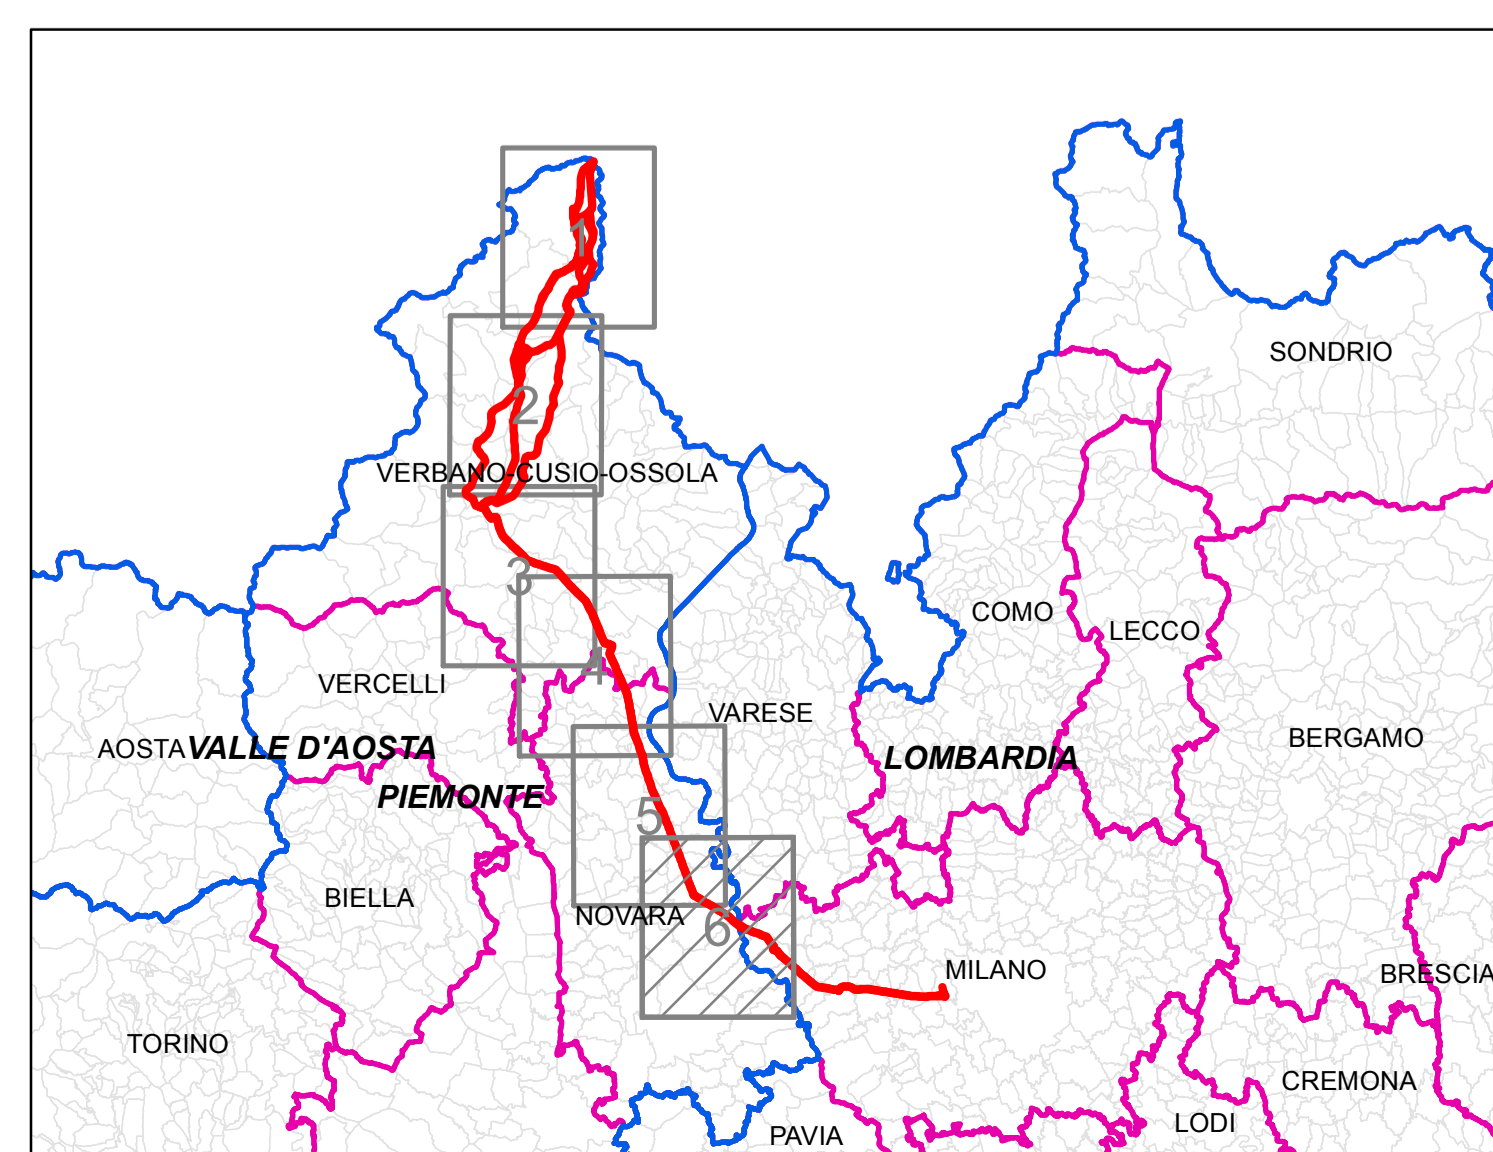 1
SONDRIO
2
VERBANO-CUSIO-OSSOLA
3
COMO
LECCO
4
VERCELLI
VARESE
BERGAMO
AOSTA
VALLE D'AOSTA
LOMBARDIA
PIEMONTE
5
BIELLA
NOVARA
6
MILANO
BRESCIA
TORINO
CREMONA
LODI
PAVIA